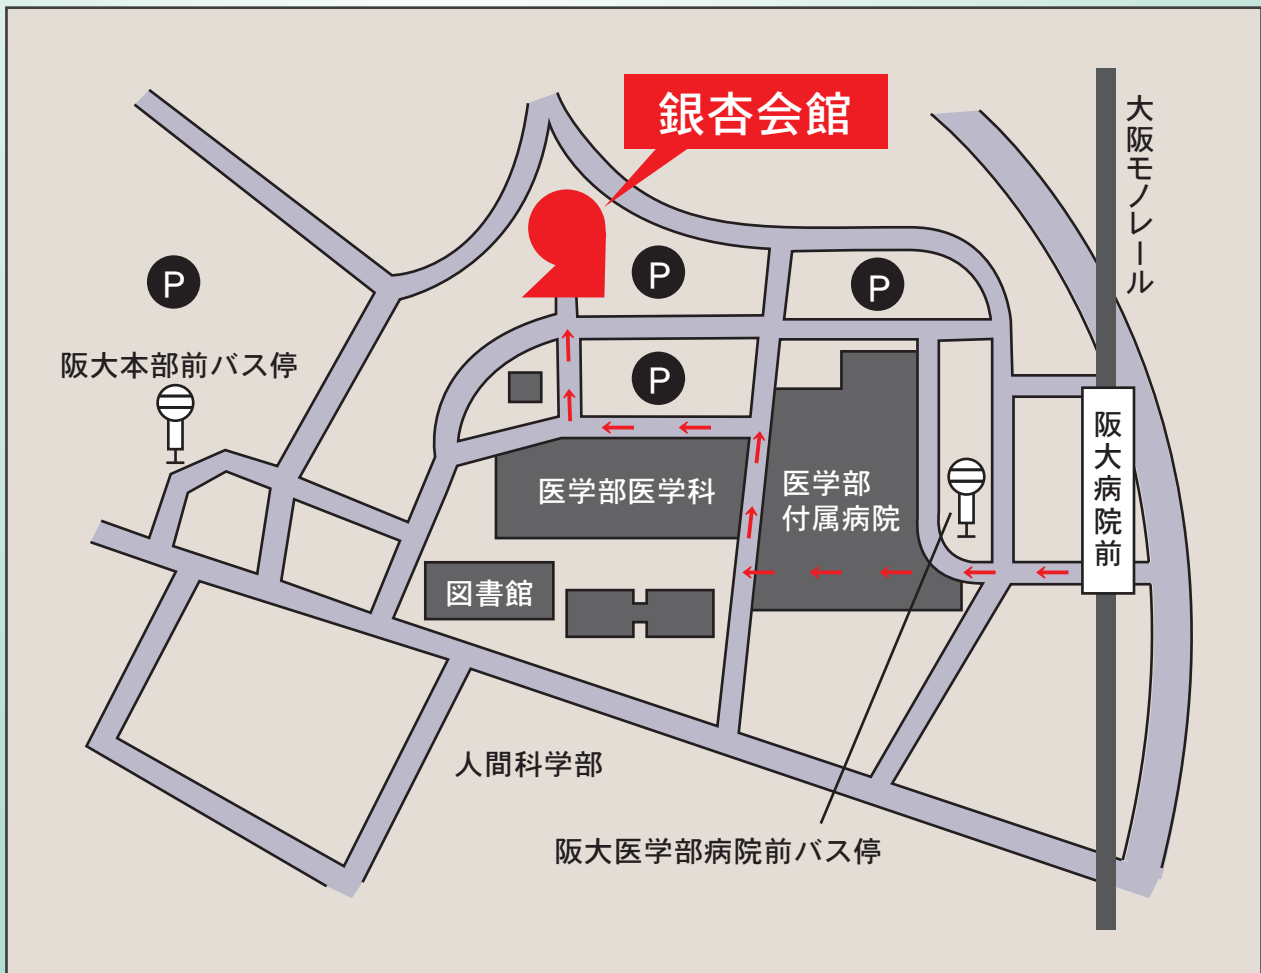 銀杏会館
大阪モノレール
P
P
P
P
阪大本部前バス停
阪大病院前
医学部医学科
医学部
付属病院
図書館
人間科学部
阪大医学部病院前バス停